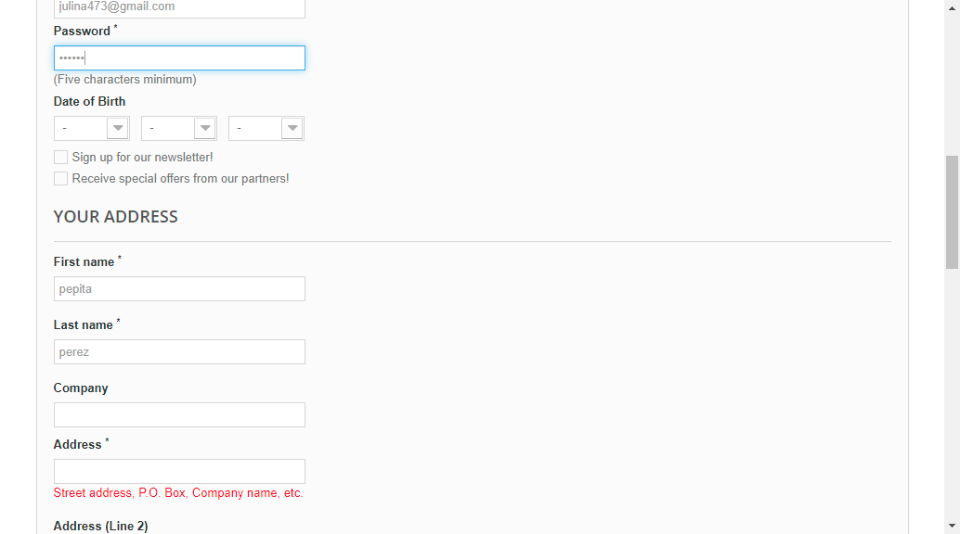 julina473@gmail.com
Password *
••••••
(Five characters minimum)
Date of Birth
- - -
Sign up for our newsletter!
Receive special offers from our partners!
YOUR ADDRESS
First name *
pepita
Last name *
perez
Company
Address *
Street address, P.O. Box, Company name, etc.
Address (Line 2)